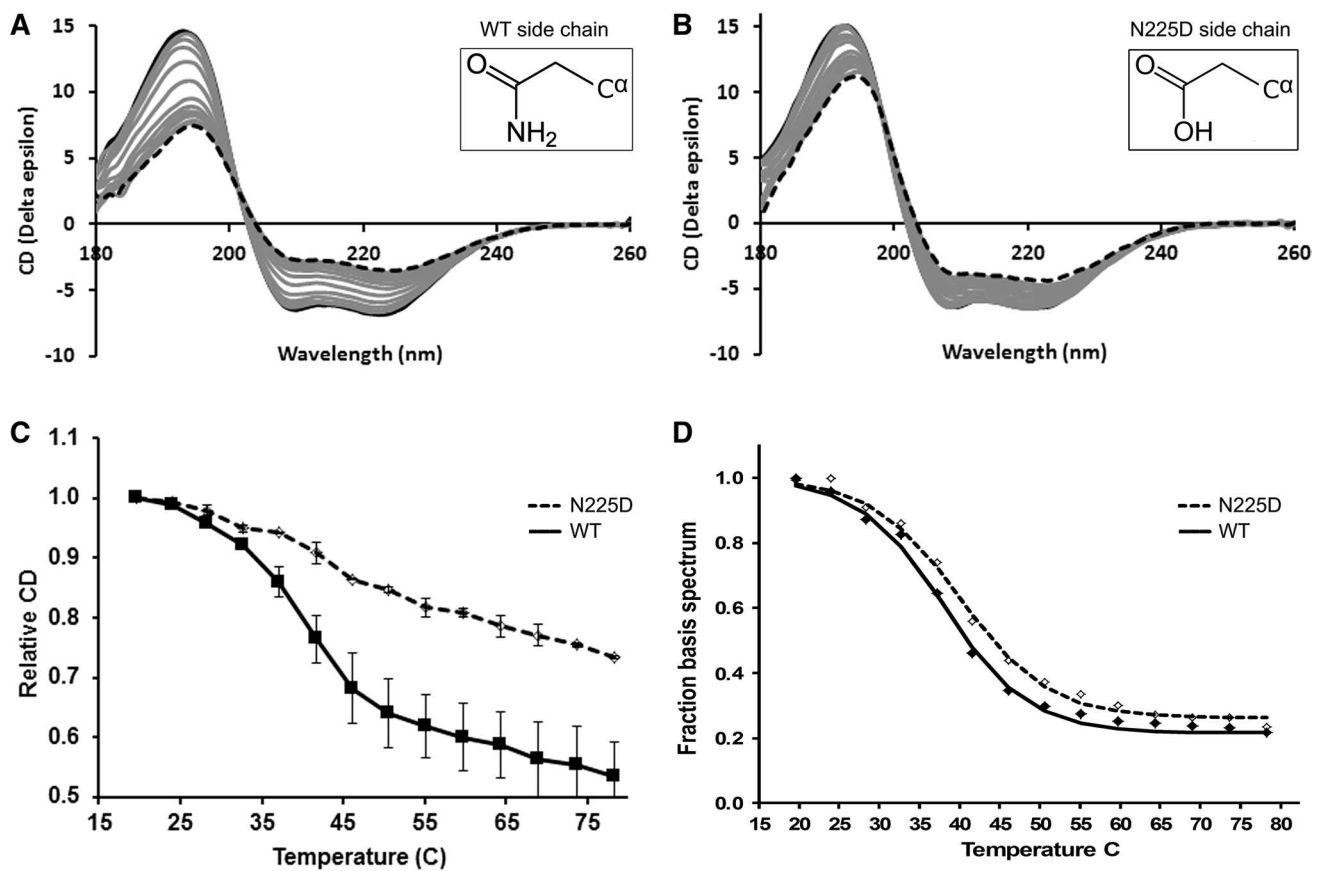 A
WT side chain
O
Cα
NH2
CD (Delta epsilon)
15
10
5
0
-5
-10
180
200
220
240
260
Wavelength (nm)
B
N225D side chain
O
Cα
OH
CD (Delta epsilon)
15
10
5
0
-5
-10
180
200
220
240
260
Wavelength (nm)
C
Relative CD
1.1
1.0
0.9
0.8
0.7
0.6
0.5
N225D
WT
15
25
35
45
55
65
75
Temperature (C)
D
Fraction basis spectrum
1.0
0.8
0.6
0.4
0.2
0.0
N225D
WT
15
20
25
30
35
40
45
50
55
60
65
70
75
80
Temperature C